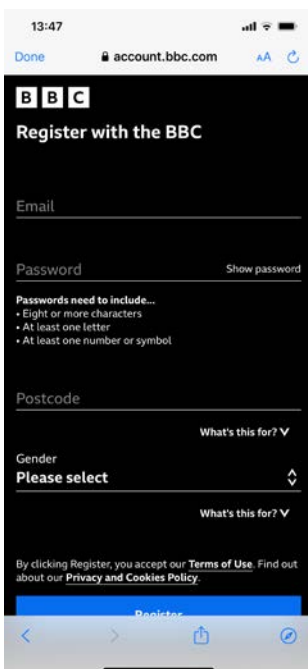 13:47
Done
account.bbc.com
AA
BBC
Register with the BBC
Email
Password
Show password
Passwords need to include...
• Eight or more characters
• At least one letter
• At least one number or symbol
Postcode
What's this for?
Gender
Please select
What's this for?
By clicking Register, you accept our Terms of Use. Find out
about our Privacy and Cookies Policy.
Register